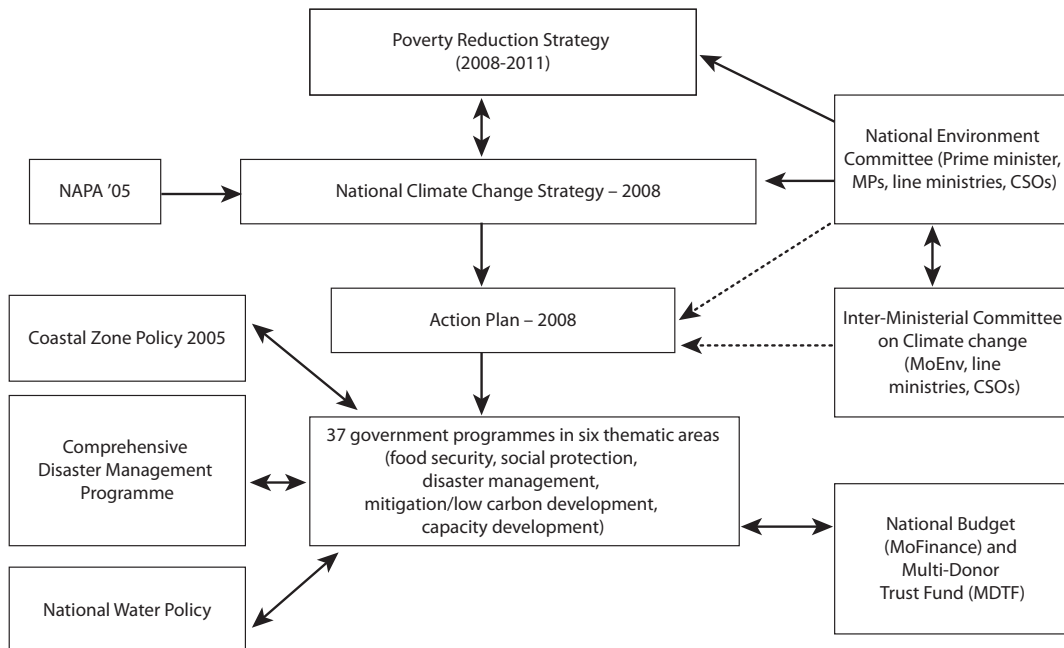 Poverty Reduction Strategy
(2008-2011)
National Environment
Committee (Prime minister,
MPs, line ministries, CSOs)
NAPA '05
National Climate Change Strategy – 2008
Coastal Zone Policy 2005
Action Plan – 2008
Inter-Ministerial Committee
on Climate change
(MoEnv, line
ministries, CSOs)
Comprehensive
Disaster Management
Programme
37 government programmes in six thematic areas
(food security, social protection,
disaster management,
mitigation/low carbon development,
capacity development)
National Budget
(MoFinance) and
Multi-Donor
Trust Fund (MDTF)
National Water Policy